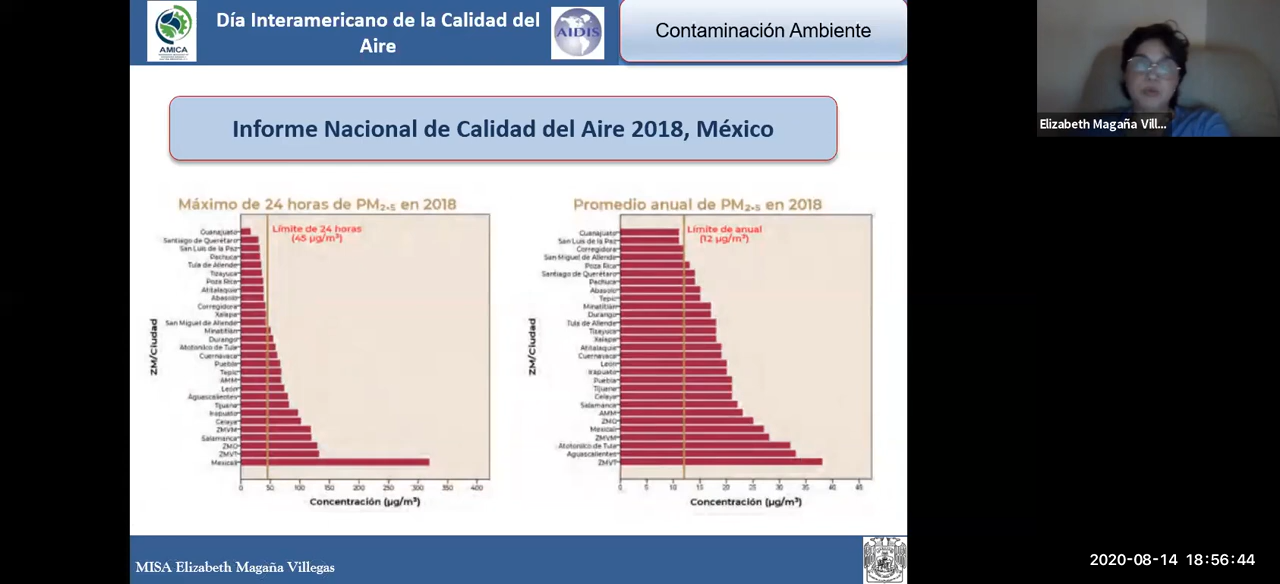 AMICA
Día Interamericano de la Calidad del
Aire
AIDIS
Contaminación Ambiente
Elizabeth Magaña Vill...
Informe Nacional de Calidad del Aire 2018, México
Máximo de 24 horas de PM₂.₅ en 2018
Límite de 24 horas
(45 µg/m³)
ZM/Ciudad
Guanajuato
Santiago de Querétaro
San Luis de la Paz
Pachuca
Tula de Allende
Tizayuca
Poza Rica
Atitalaquia
Abasolo
Corregidora
Xalapa
San Miguel de Allende
Minatitlán
Durango
Atotonilco de Tula
Cuernavaca
Puebla
Tepic
AMM
León
Aguascalientes
Tijuana
Irapuato
Celaya
ZMVM
Salamanca
ZMG
ZMVT
Mexicali
0 50 100 150 200 250 300 350 400
Concentración (µg/m³)
Promedio anual de PM₂.₅ en 2018
Límite de anual
(12 µg/m³)
ZM/Ciudad
Guanajuato
San Luis de la Paz
Corregidora
San Miguel de Allende
Poza Rica
Santiago de Querétaro
Pachuca
Abasolo
Tepic
Minatitlán
Durango
Tula de Allende
Tizayuca
Xalapa
Atitalaquia
Cuernavaca
León
Irapuato
Puebla
Tijuana
Celaya
Salamanca
AMM
ZMG
Mexicali
ZMVM
Atotonilco de Tula
Aguascalientes
ZMVT
0 5 10 15 20 25 30 35 40 45
Concentración (µg/m³)
MISA Elizabeth Magaña Villegas
2020-08-14 18:56:44